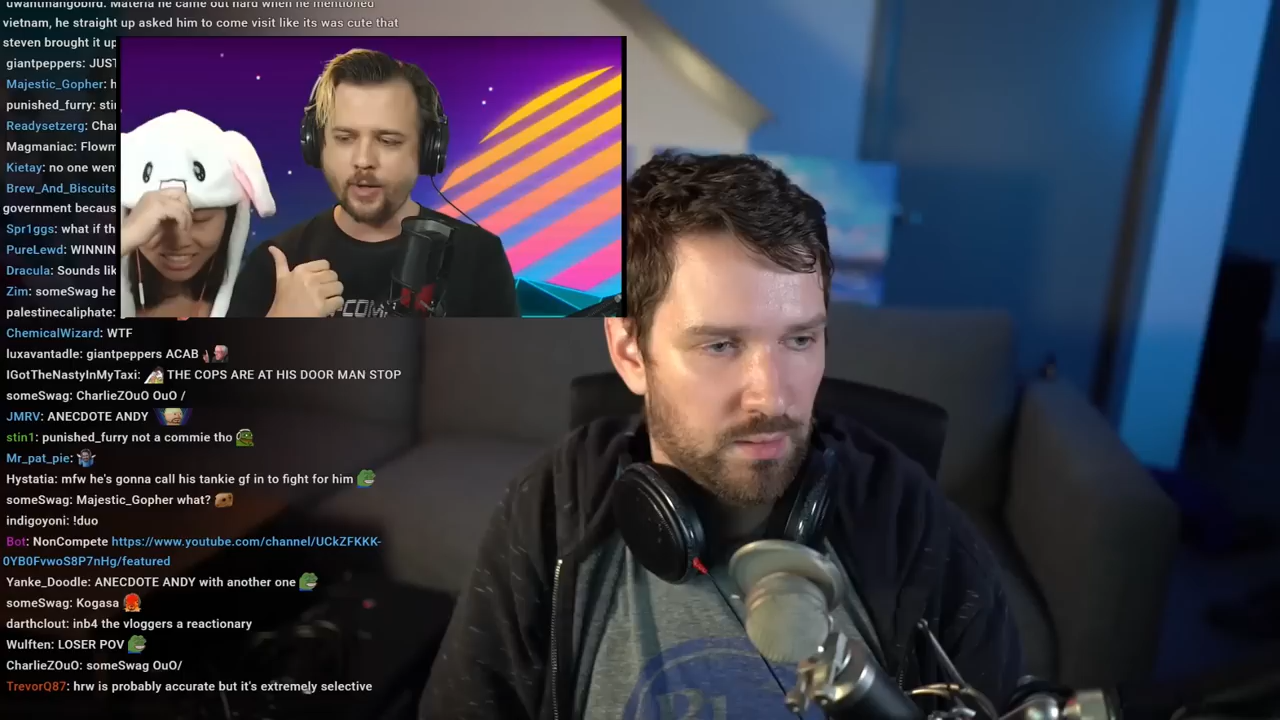 uwantmangobird: Materia he came out hard when he mentioned
vietnam, he straight up asked him to come visit like its was cute that
steven brought it up
giantpeppers: JUST
Majestic_Gopher: h
punished_furry: stin
Readysetzerg: Char
Magmaniac: Flowm
Kietay: no one wen
Brew_And_Biscuits
government becaus
Spr1ggs: what if th
PureLewd: WINNIN
Dracula: Sounds lik
Zim: someSwag he
palestinecaliphate:
ChemicalWizard: WTF
luxavantadle: giantpeppers ACAB
IGotTheNastyInMyTaxi: THE COPS ARE AT HIS DOOR MAN STOP
someSwag: CharlieZOuO OuO /
JMRV: ANECDOTE ANDY
stin1: punished_furry not a commie tho
Mr_pat_pie:
Hystatia: mfw he's gonna call his tankie gf in to fight for him
someSwag: Majestic_Gopher what?
indigoyoni: !duo
Bot: NonCompete https://www.youtube.com/channel/UCkZFKKK-
0YB0FvwoS8P7nHg/featured
Yanke_Doodle: ANECDOTE ANDY with another one
someSwag: Kogasa
darthclout: inb4 the vloggers a reactionary
Wulften: LOSER POV
CharlieZOuO: someSwag OuO/
TrevorQ87: hrw is probably accurate but it's extremely selective